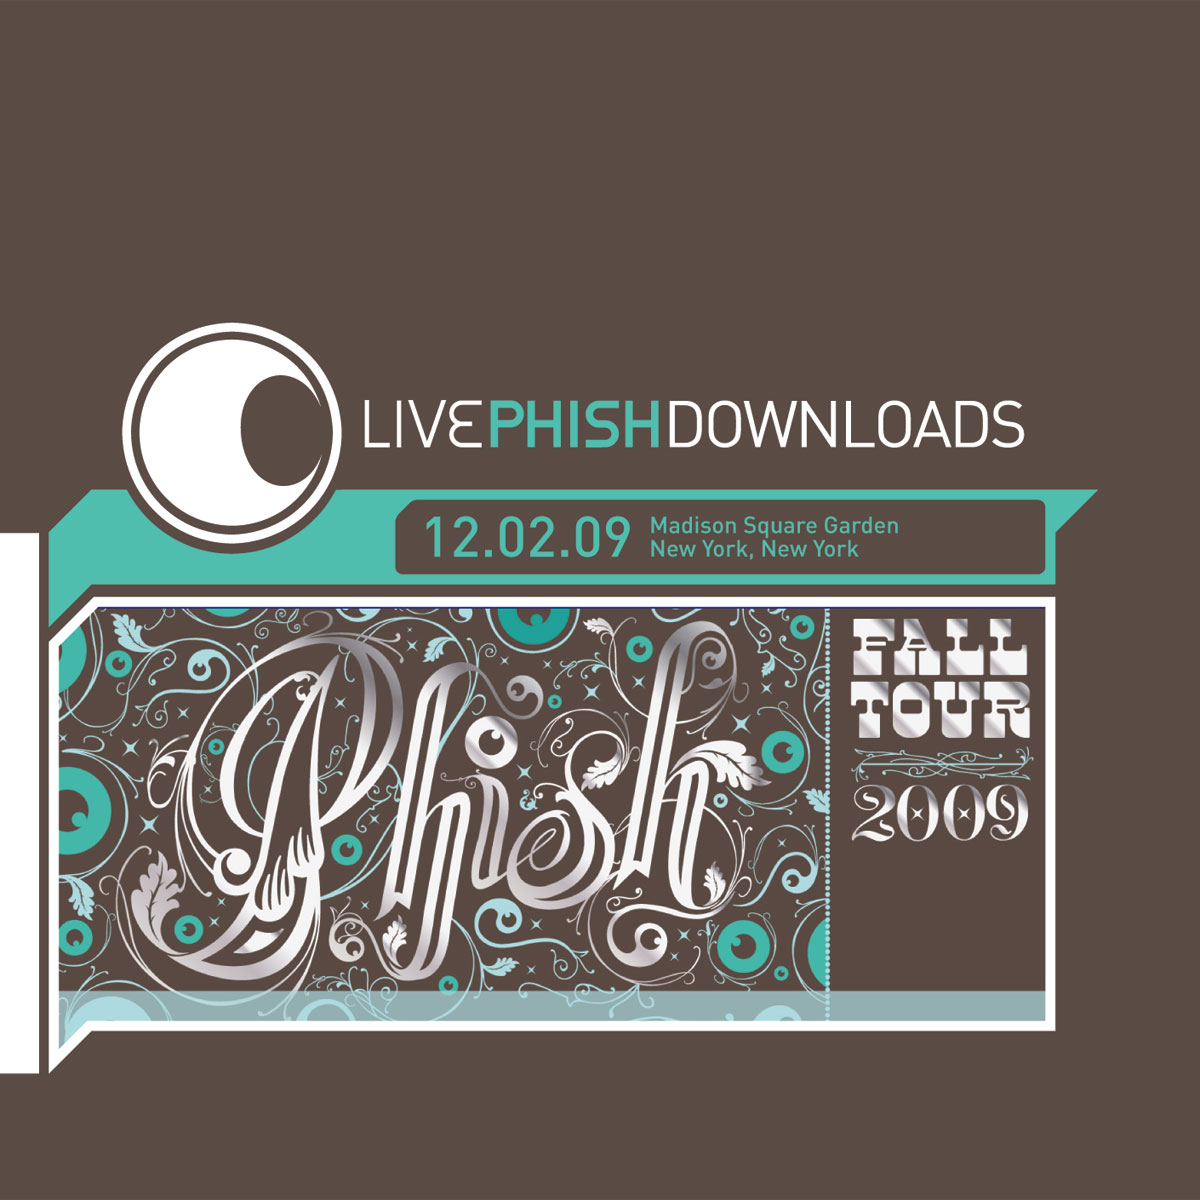 LIVEPHISHDOWNLOADS
12.02.09
Madison Square Garden
New York, New York
Phish
FALL
TOUR
2009